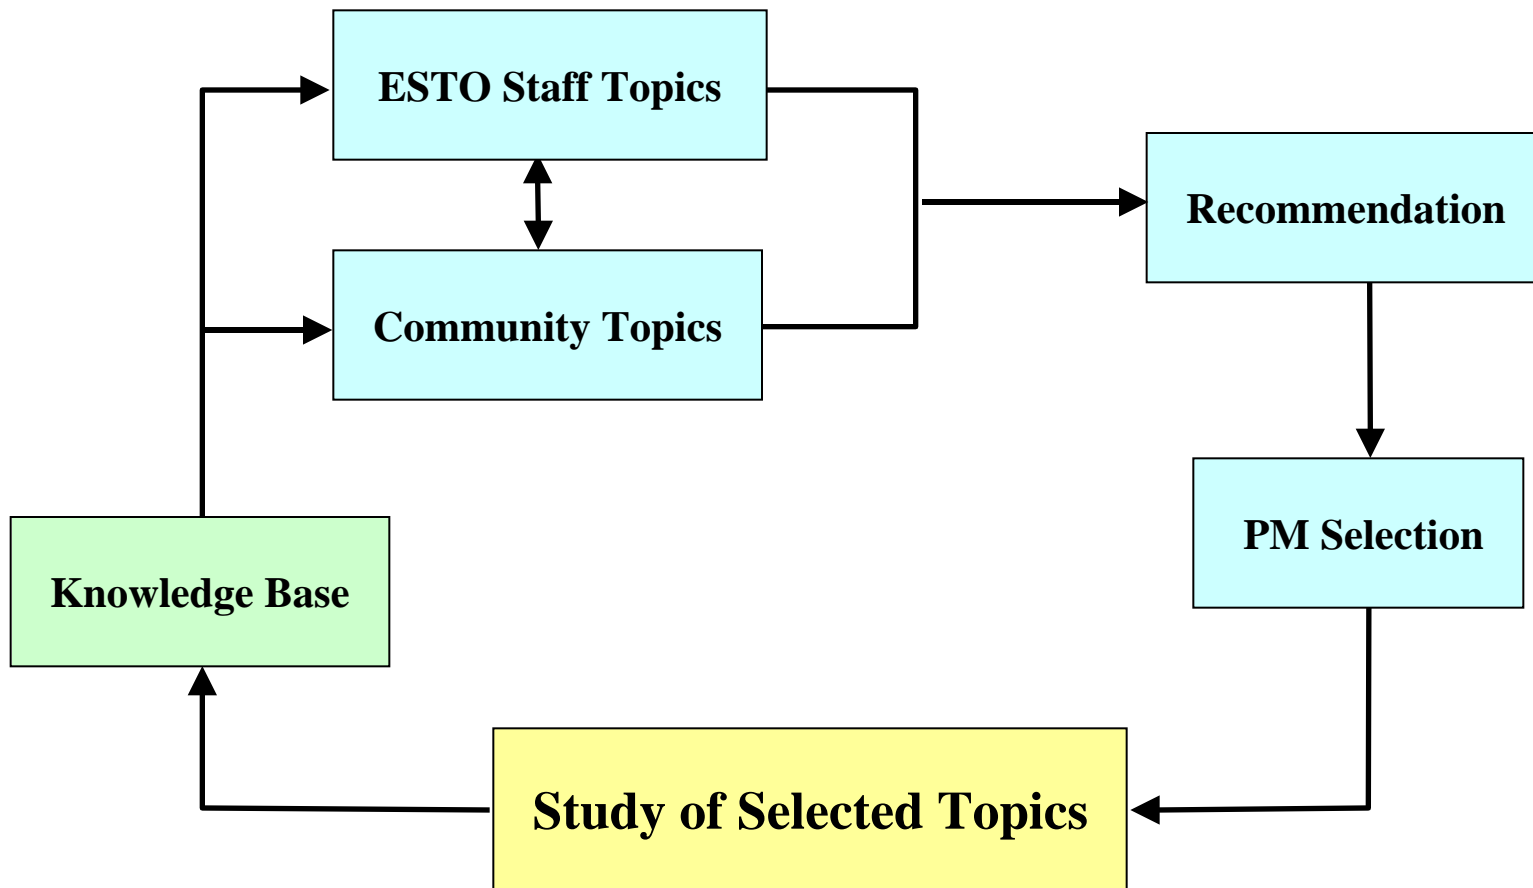 ESTO Staff Topics
Recommendation
Community Topics
PM Selection
Knowledge Base
Study of Selected Topics